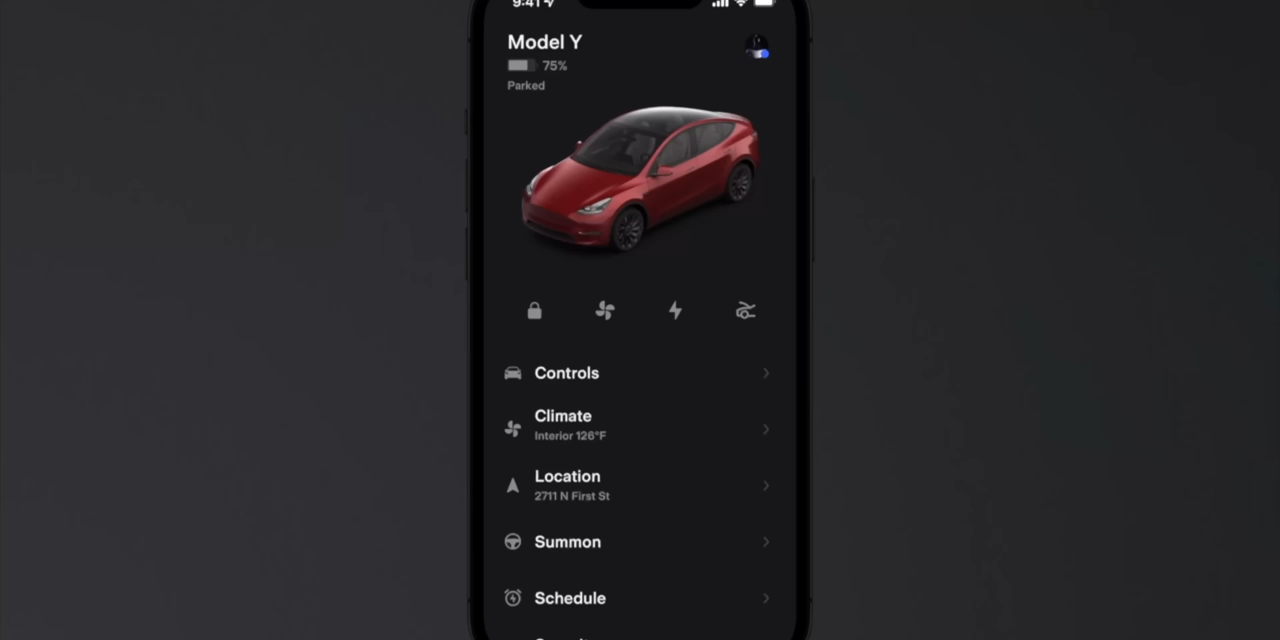 9:41
Model Y
75%
Parked
Controls
Climate
Interior 126°F
Location
2711 N First St
Summon
Schedule